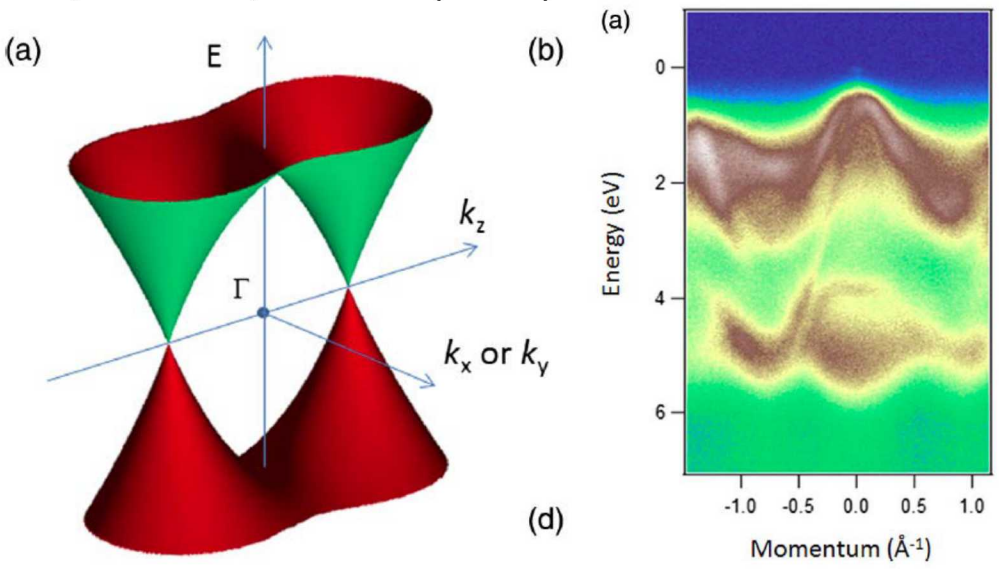 (a)
E
k_z
Γ
k_x or k_y
(b)
(d)
(a)
Energy (eV)
0
2
4
6
-1.0 -0.5 0.0 0.5 1.0
Momentum (Å⁻¹)